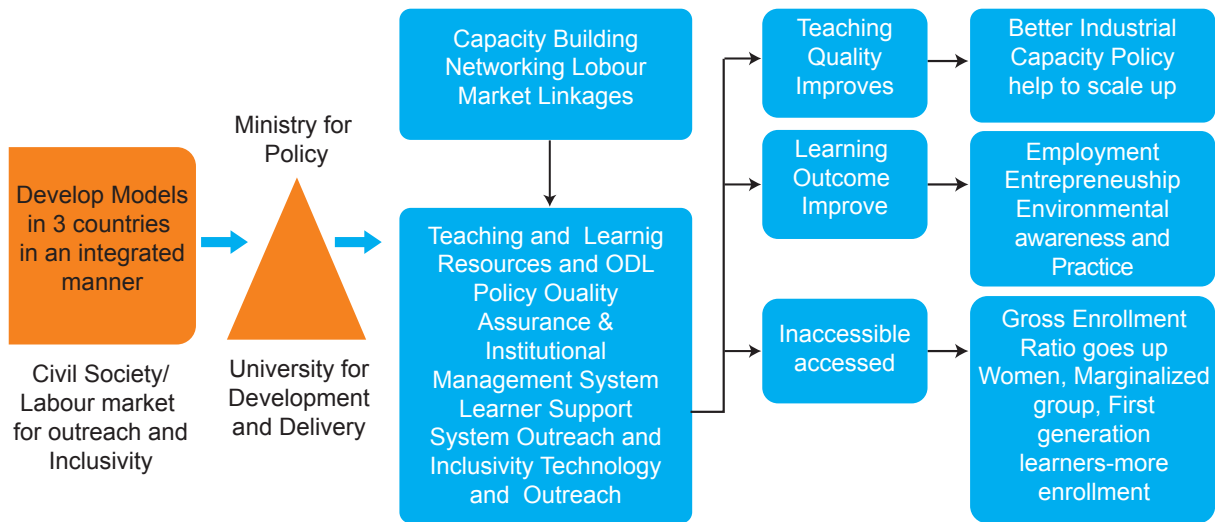 Develop Models
in 3 countries
in an integrated
manner
Civil Society/
Labour market
for outreach and
Inclusivity
Ministry for
Policy
University for
Development
and Delivery
Capacity Building
Networking Lobour
Market Linkages
Teaching and Learnig
Resources and ODL
Policy Ouality
Assurance &
Institutional
Management System
Learner Support
System Outreach and
Inclusivity Technology
and Outreach
Teaching
Quality
Improves
Better Industrial
Capacity Policy
help to scale up
Learning
Outcome
Improve
Employment
Entrepreneuship
Environmental
awareness and
Practice
Inaccessible
accessed
Gross Enrollment
Ratio goes up
Women, Marginalized
group, First
generation
learners-more
enrollment